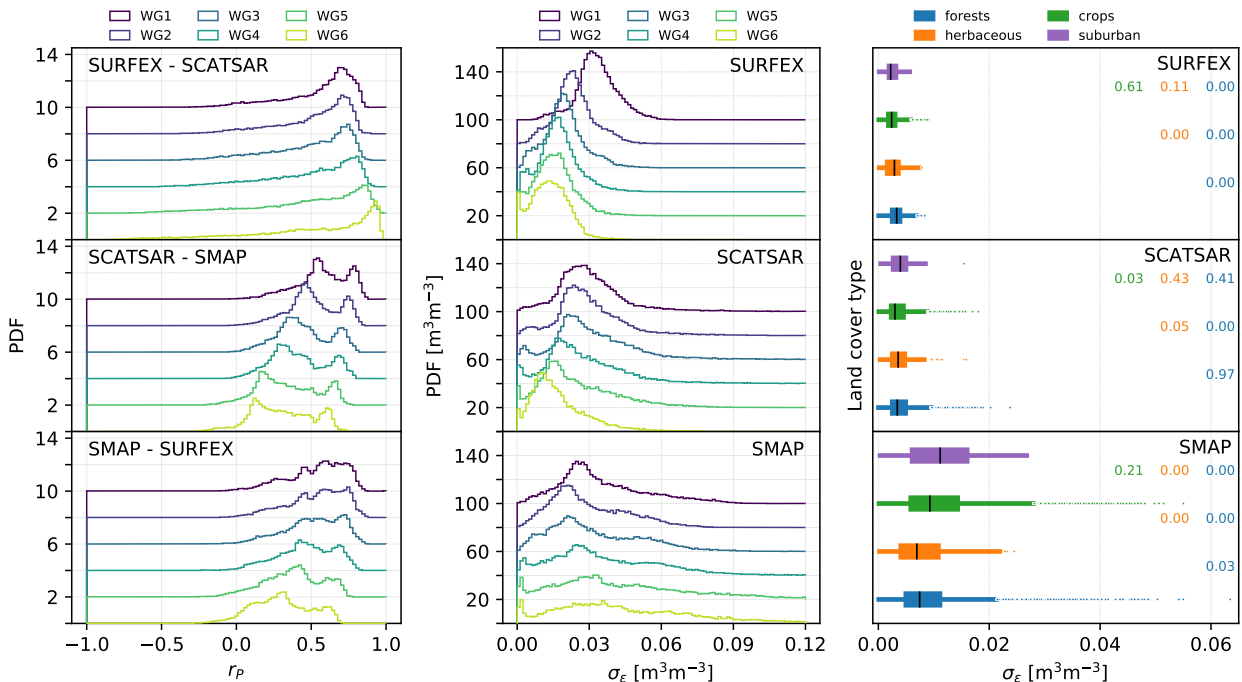 WG1 WG3 WG5
WG2 WG4 WG6
WG1 WG3 WG5
WG2 WG4 WG6
forests crops
herbaceous suburban
SURFEX - SCATSAR
14
10
6
2
SCATSAR - SMAP
14
10
6
2
SMAP - SURFEX
14
10
6
2
PDF
−1.0 −0.5 0.0 0.5 1.0
r_P
SURFEX
140
100
60
20
SCATSAR
140
100
60
20
SMAP
140
100
60
20
PDF [m³m⁻³]
0.00 0.03 0.06 0.09 0.12
σ_ε [m³m⁻³]
SURFEX
0.61 0.11 0.00
0.00 0.00
0.00
SCATSAR
0.03 0.43 0.41
0.05 0.00
0.97
SMAP
0.21 0.00 0.00
0.00 0.00
0.03
Land cover type
0.00 0.02 0.04 0.06
σ_ε [m³m⁻³]